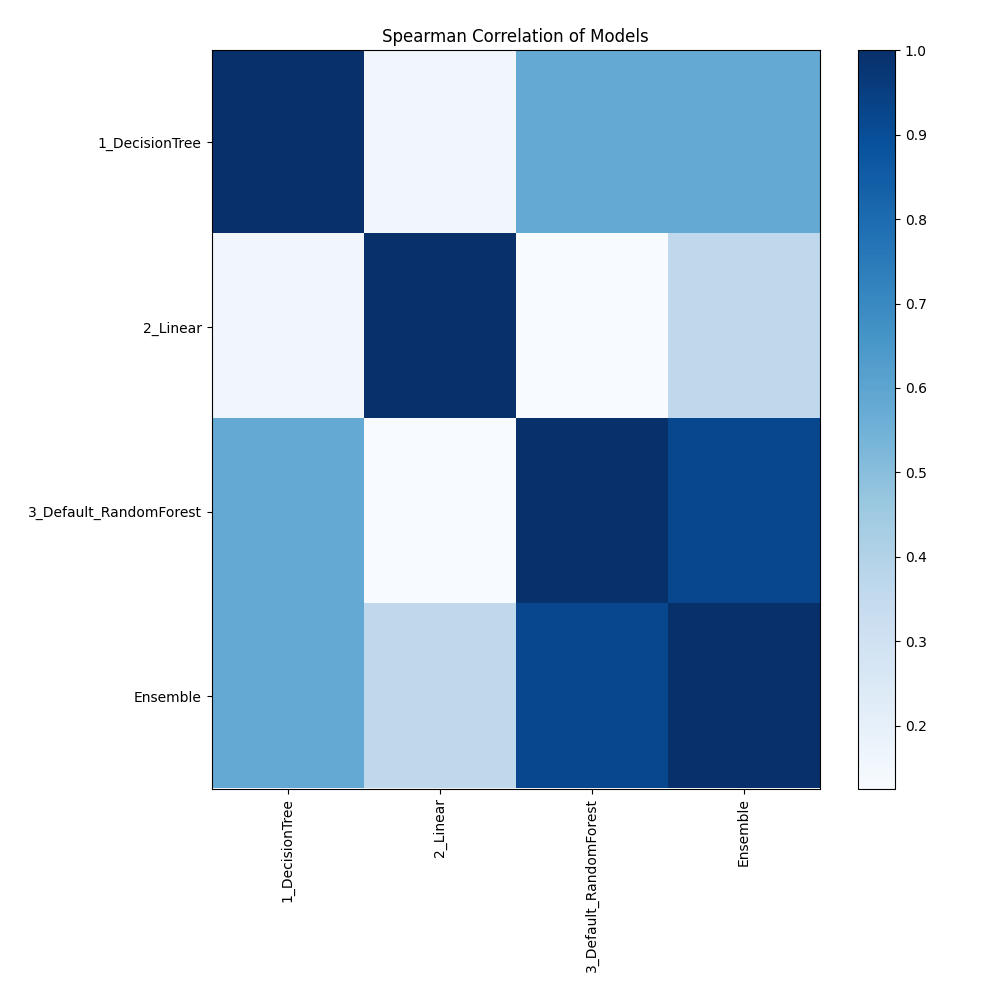 Spearman Correlation of Models
1_DecisionTree
2_Linear
3_Default_RandomForest
Ensemble
1_DecisionTree
2_Linear
3_Default_RandomForest
Ensemble
1.0
0.9
0.8
0.7
0.6
0.5
0.4
0.3
0.2